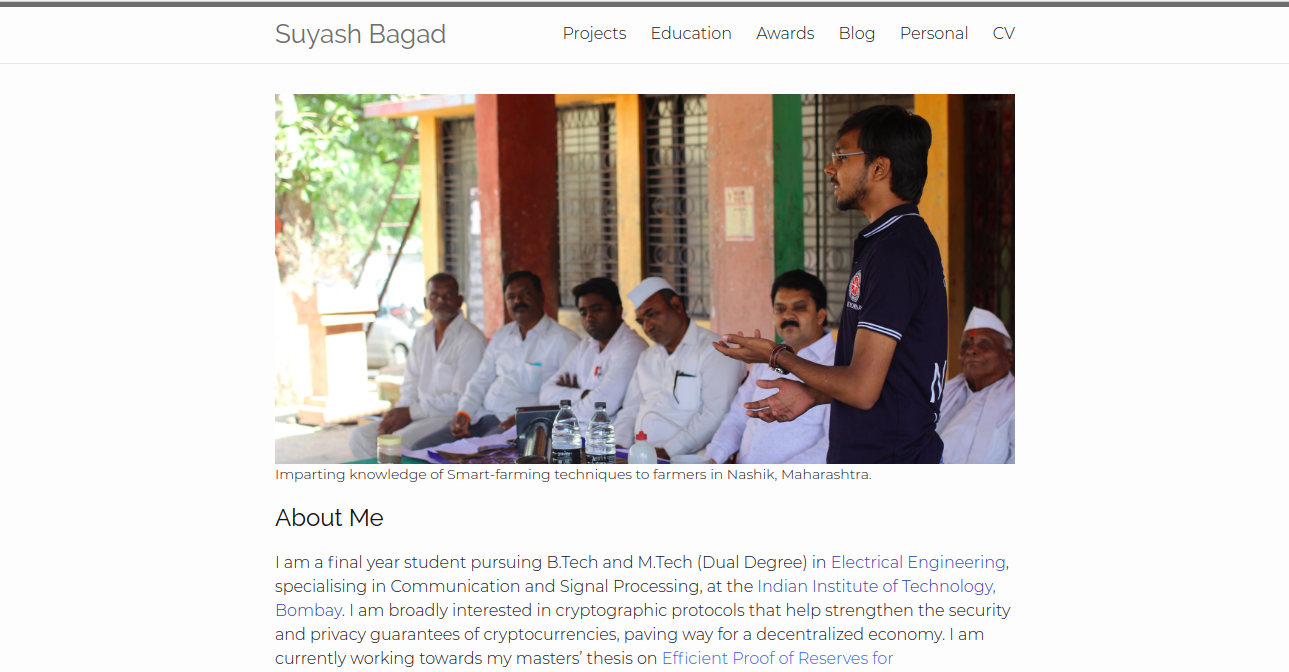 Suyash Bagad
Projects Education Awards Blog Personal CV
Imparting knowledge of Smart-farming techniques to farmers in Nashik, Maharashtra.
About Me
I am a final year student pursuing B.Tech and M.Tech (Dual Degree) in Electrical Engineering,
specialising in Communication and Signal Processing, at the Indian Institute of Technology,
Bombay. I am broadly interested in cryptographic protocols that help strengthen the security
and privacy guarantees of cryptocurrencies, paving way for a decentralized economy. I am
currently working towards my masters’ thesis on Efficient Proof of Reserves for